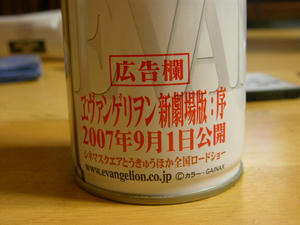 EVA
広告欄
ヱヴァンゲリヲン新劇場版:序
2007年9月1日公開
シネマスクエアとうきゅうほか全国ロードショー
www.evangelion.co.jp ©カラー・GAINAX